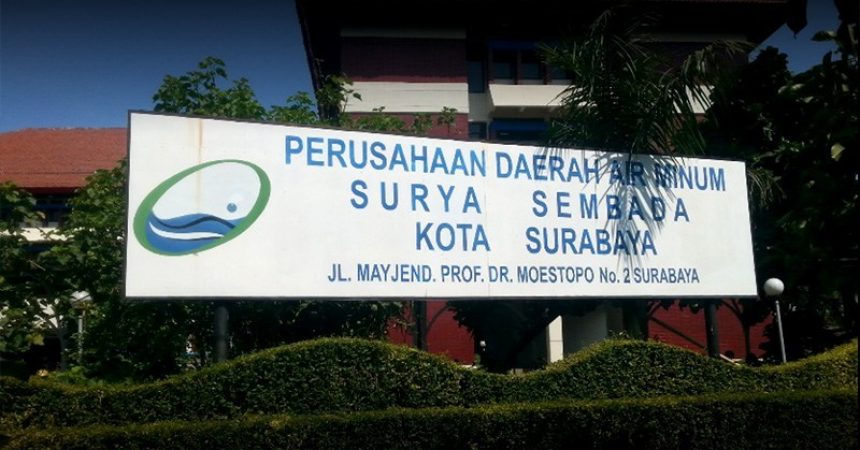 PERUSAHAAN DAERAH AIR MINUM
SURYA SEMBADA
KOTA SURABAYA
JL. MAYJEND. PROF. DR. MOESTOPO No. 2 SURABAYA